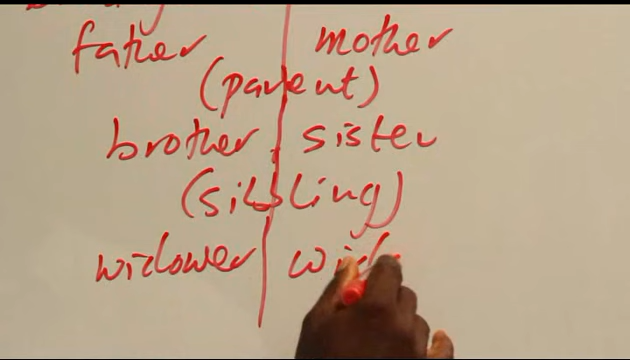 father mother
(parent)
brother sister
(sibling)
widower